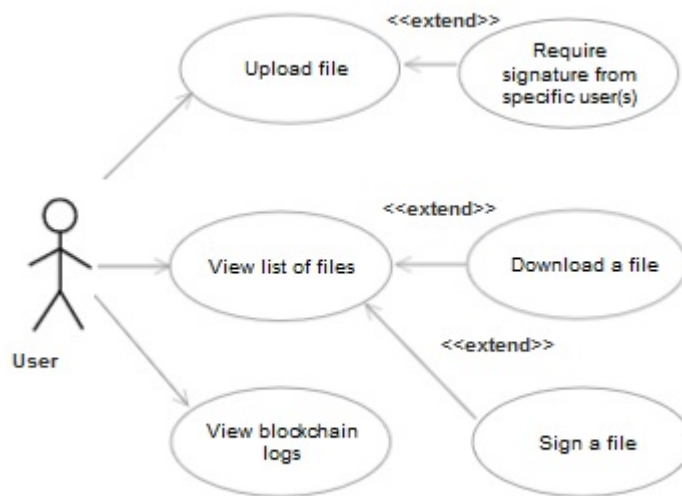 <<extend>>
Upload file
Require
signature from
specific user(s)
<<extend>>
View list of files
Download a file
<<extend>>
User
View blockchain
logs
Sign a file